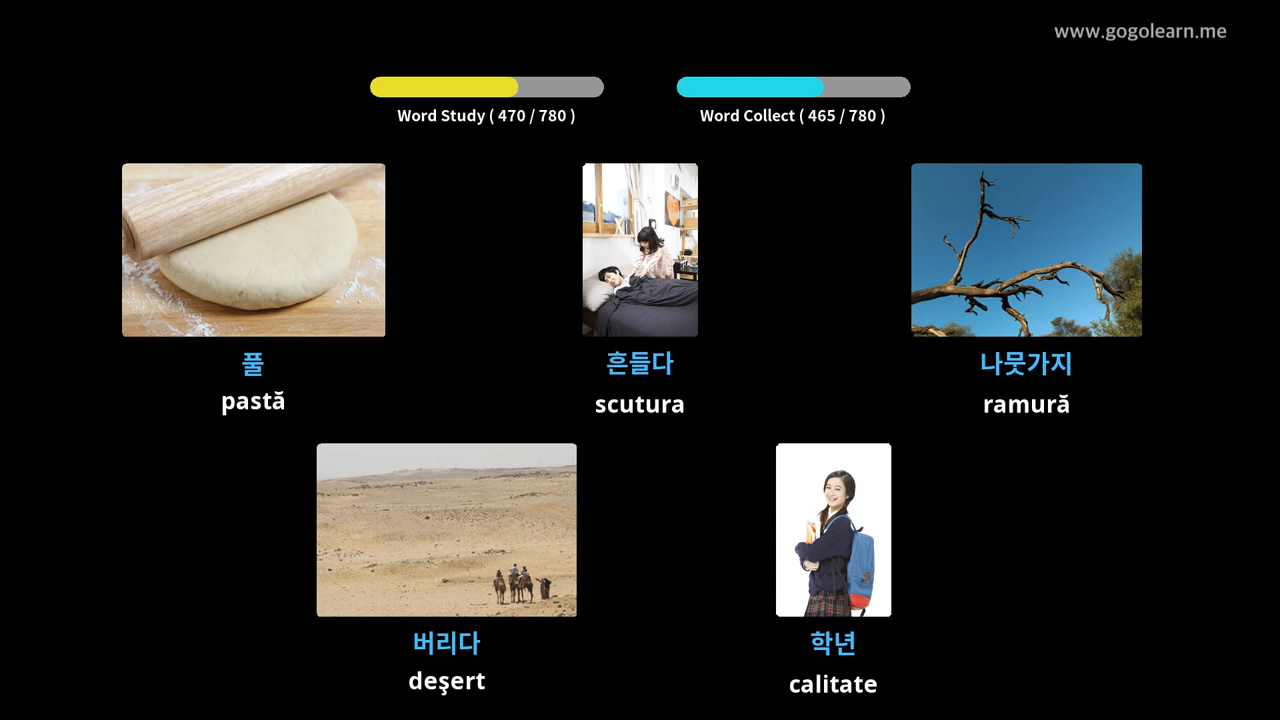 www.gogolearn.me
Word Study ( 470 / 780 )
Word Collect ( 465 / 780 )
풀
흔들다
나뭇가지
pastă
scutura
ramură
버리다
학년
deşert
calitate